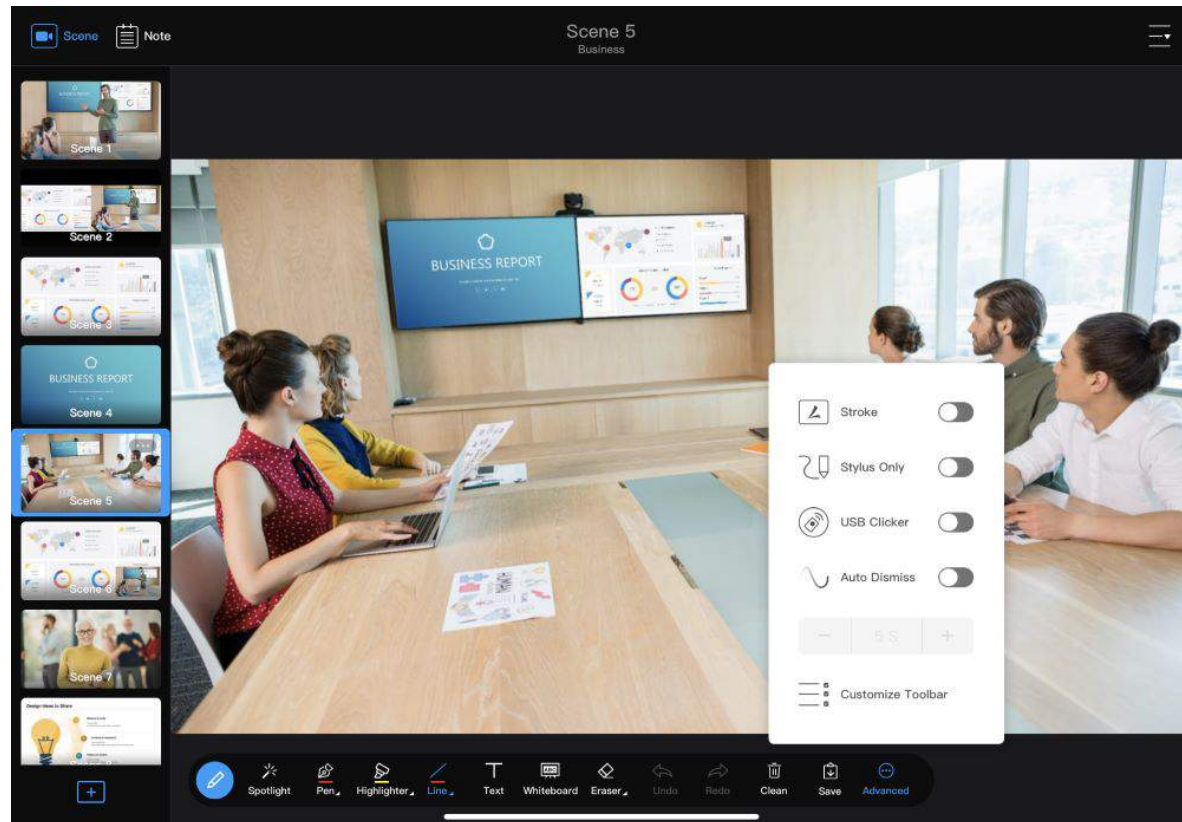 Scene
Note
Scene 5
Business
Scene 1
Scene 2
Scene 3
BUSINESS REPORT
Scene 4
Scene 5
Scene 6
Scene 7
Design Ideas to Share
BUSINESS REPORT
Stroke
Stylus Only
USB Clicker
Auto Dismiss
− 5 S +
Customize Toolbar
Spotlight
Pen
Highlighter
Line
T
Text
ABC
Whiteboard
Eraser
Undo
Redo
Clean
Save
Advanced